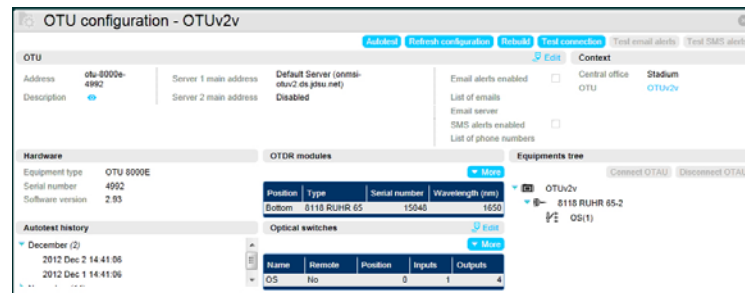 OTU configuration - OTUv2v
Autotest Refresh configuration Rebuild Test connection Test email alerts Test SMS alerts
OTU Edit
Address otu-8000e-4992
Description
Server 1 main address Default Server (onmsi-otuv2.ds.jdsu.net)
Server 2 main address Disabled
Email alerts enabled
List of emails
Email server
SMS alerts enabled
List of phone numbers
Context
Central office Stadium
OTU OTUv2v
Hardware
Equipment type OTU 8000E
Serial number 4992
Software version 2.93
OTDR modules
More
Position Type Serial number Wavelength (nm)
Bottom 8118 RUHR 65 15048 1650
Equipments tree
Connect OTAU Disconnect OTAU
OTUv2v
8118 RUHR 65-2
OS(1)
Autotest history
December (2)
2012 Dec 2 14:41:06
2012 Dec 1 14:41:06
Optical switches Edit
More
Name Remote Position Inputs Outputs
OS No 0 1 4